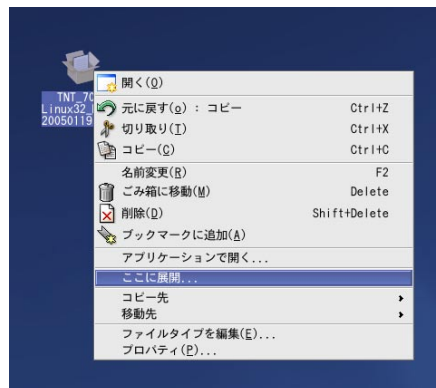 TNT_70
Linux32_
20050119
開く(O)
元に戻す(o) : コピー Ctrl+Z
切り取り(T) Ctrl+X
コピー(C) Ctrl+C
名前変更(R) F2
ごみ箱に移動(M) Delete
削除(D) Shift+Delete
ブックマークに追加(A)
アプリケーションで開く...
ここに展開...
コピー先
移動先
ファイルタイプを編集(E)...
プロパティ(P)...